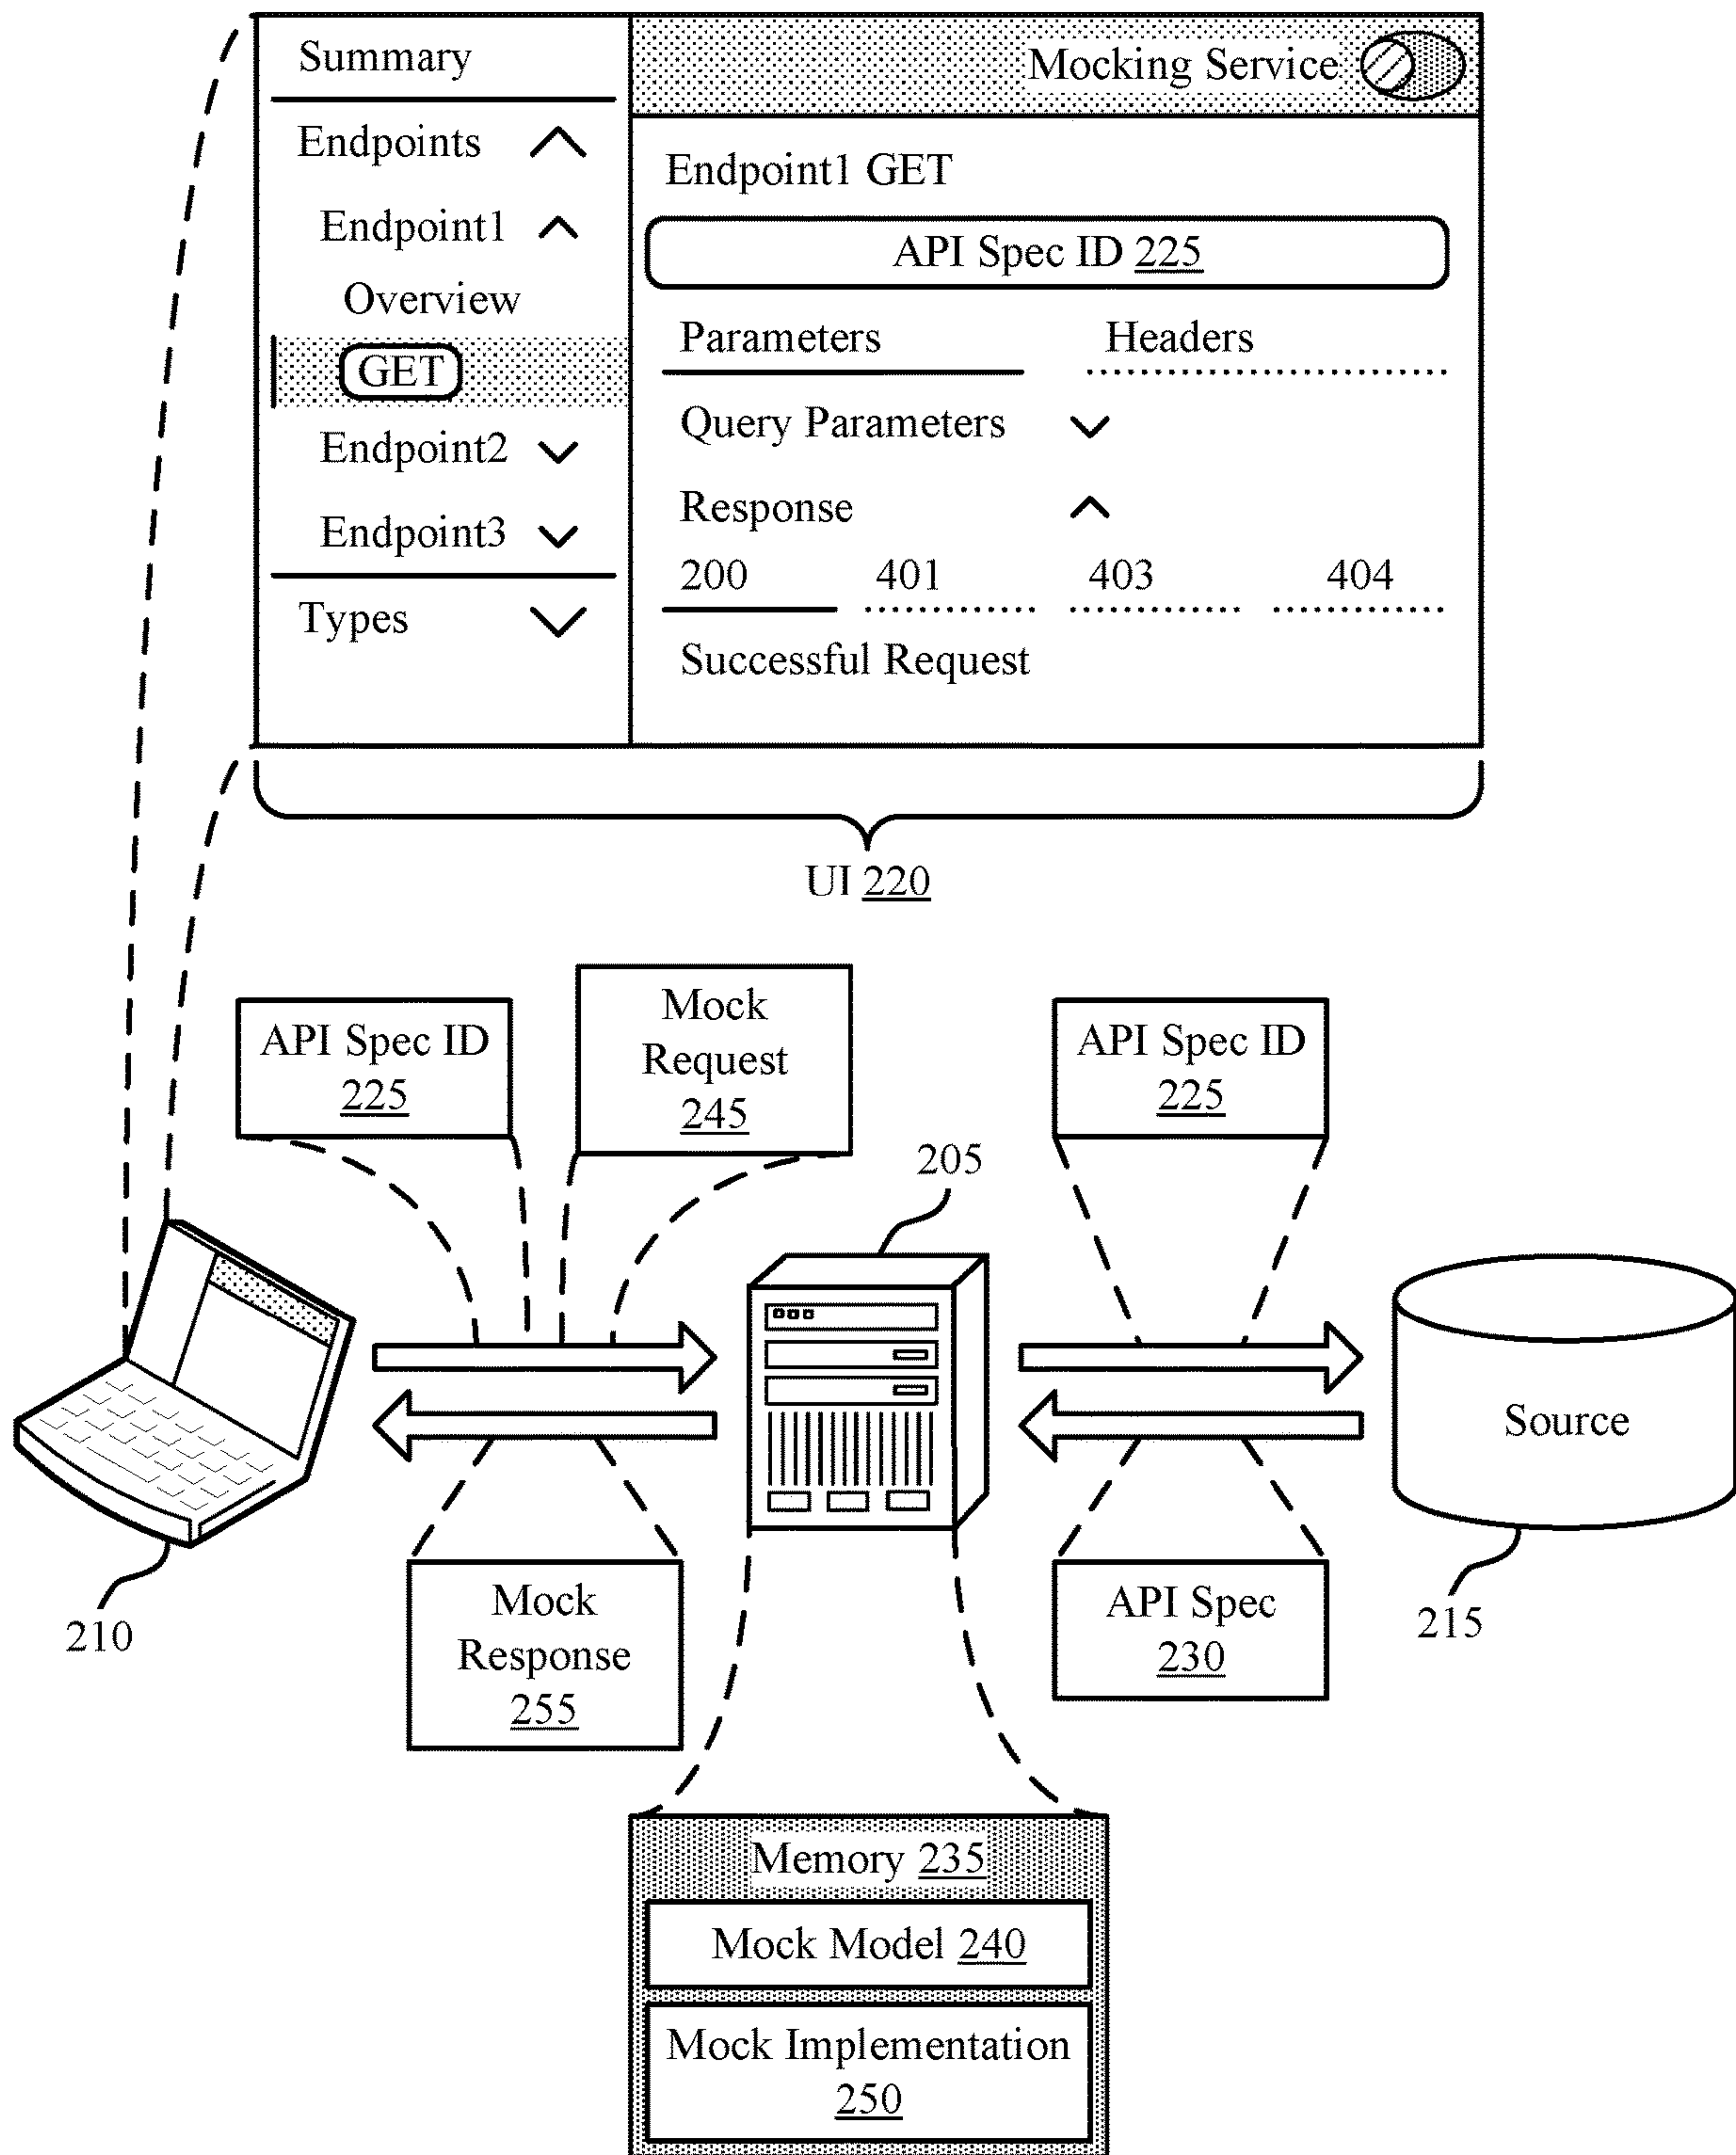 Summary
Endpoints
Endpoint1
Overview
GET
Endpoint2
Endpoint3
Types
Mocking Service
Endpoint1 GET
API Spec ID 225
Parameters Headers
Query Parameters
Response
200 401 403 404
Successful Request
UI 220
API Spec ID
225
Mock
Request
245
API Spec ID
225
205
Source
210
Mock
Response
255
API Spec
230
215
Memory 235
Mock Model 240
Mock Implementation
250